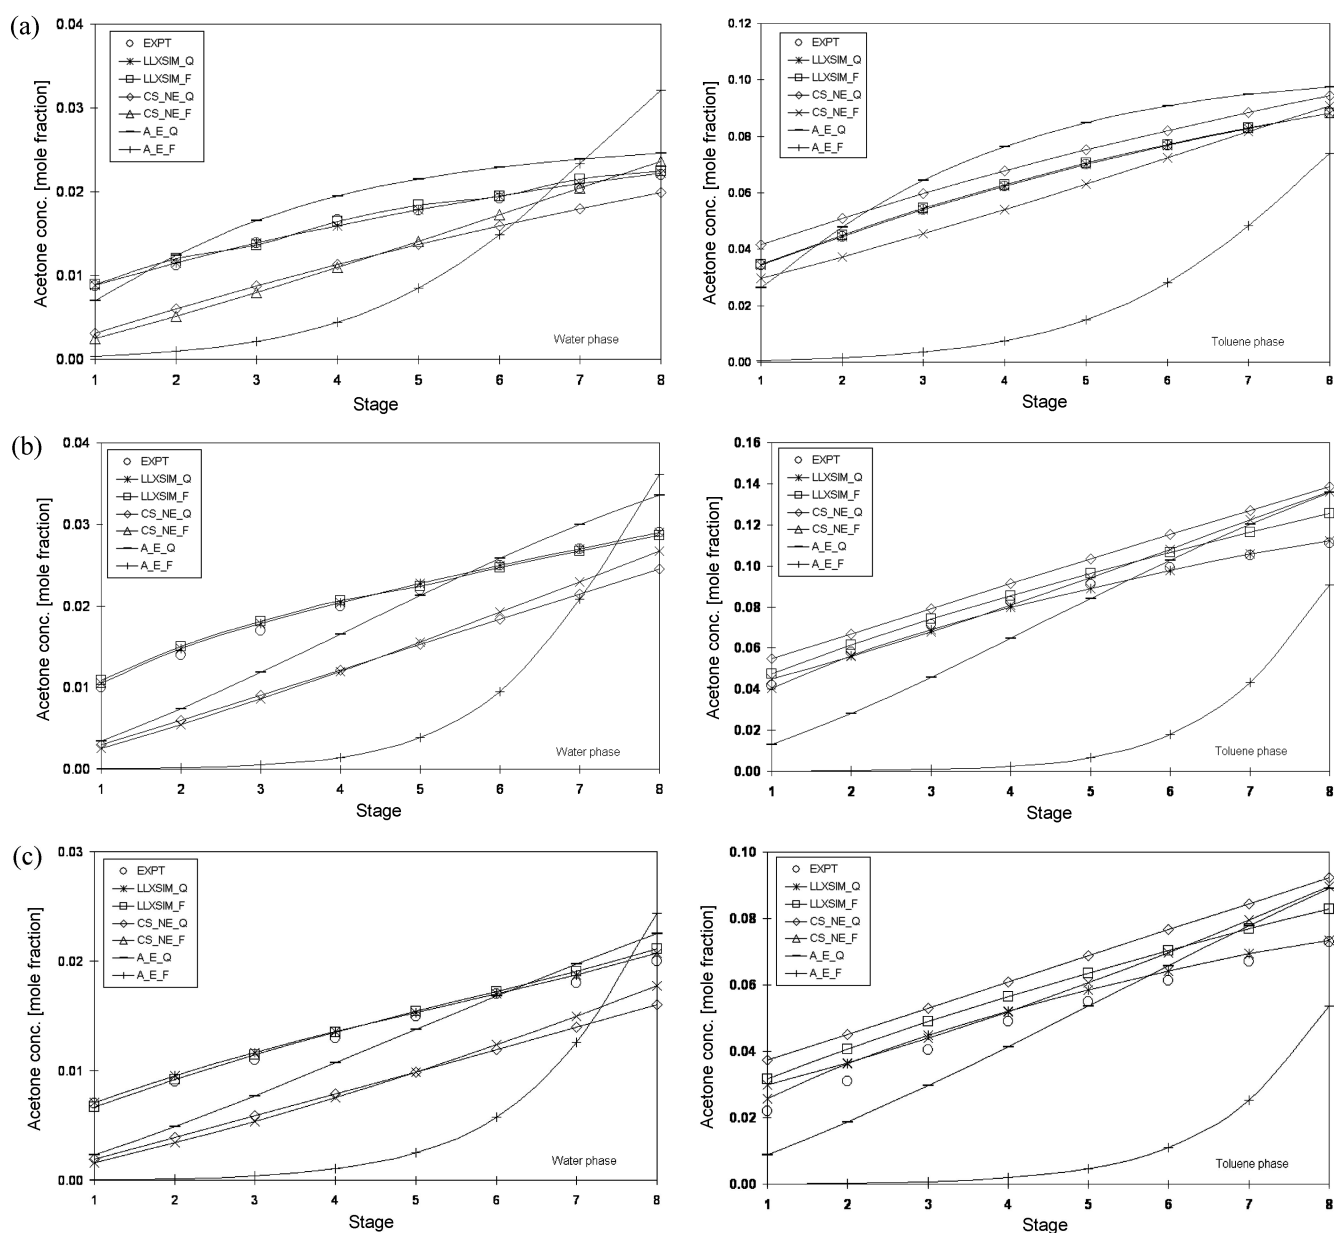 (a)
Acetone conc. [mole fraction]
0.04
0.03
0.02
0.01
0.00
EXPT
LLXSIM_Q
LLXSIM_F
CS_NE_Q
CS_NE_F
A_E_Q
A_E_F
Water phase
1 2 3 4 5 6 7 8
Stage
Acetone conc. [mole fraction]
0.12
0.10
0.08
0.06
0.04
0.02
0.00
EXPT
LLXSIM_Q
LLXSIM_F
CS_NE_Q
CS_NE_F
A_E_Q
A_E_F
Toluene phase
1 2 3 4 5 6 7 8
Stage
(b)
Acetone conc. [mole fraction]
0.04
0.03
0.02
0.01
0.00
EXPT
LLXSIM_Q
LLXSIM_F
CS_NE_Q
CS_NE_F
A_E_Q
A_E_F
Water phase
1 2 3 4 5 6 7 8
Stage
Acetone conc. [mole fraction]
0.16
0.14
0.12
0.10
0.08
0.06
0.04
0.02
0.00
EXPT
LLXSIM_Q
LLXSIM_F
CS_NE_Q
CS_NE_F
A_E_Q
A_E_F
Toluene phase
1 2 3 4 5 6 7 8
Stage
(c)
Acetone conc. [mole fraction]
0.03
0.02
0.01
0.00
EXPT
LLXSIM_Q
LLXSIM_F
CS_NE_Q
CS_NE_F
A_E_Q
A_E_F
Water phase
1 2 3 4 5 6 7 8
Stage
Acetone conc. [mole fraction]
0.10
0.08
0.06
0.04
0.02
0.00
EXPT
LLXSIM_Q
LLXSIM_F
CS_NE_Q
CS_NE_F
A_E_Q
A_E_F
Toluene phase
1 2 3 4 5 6 7 8
Stage